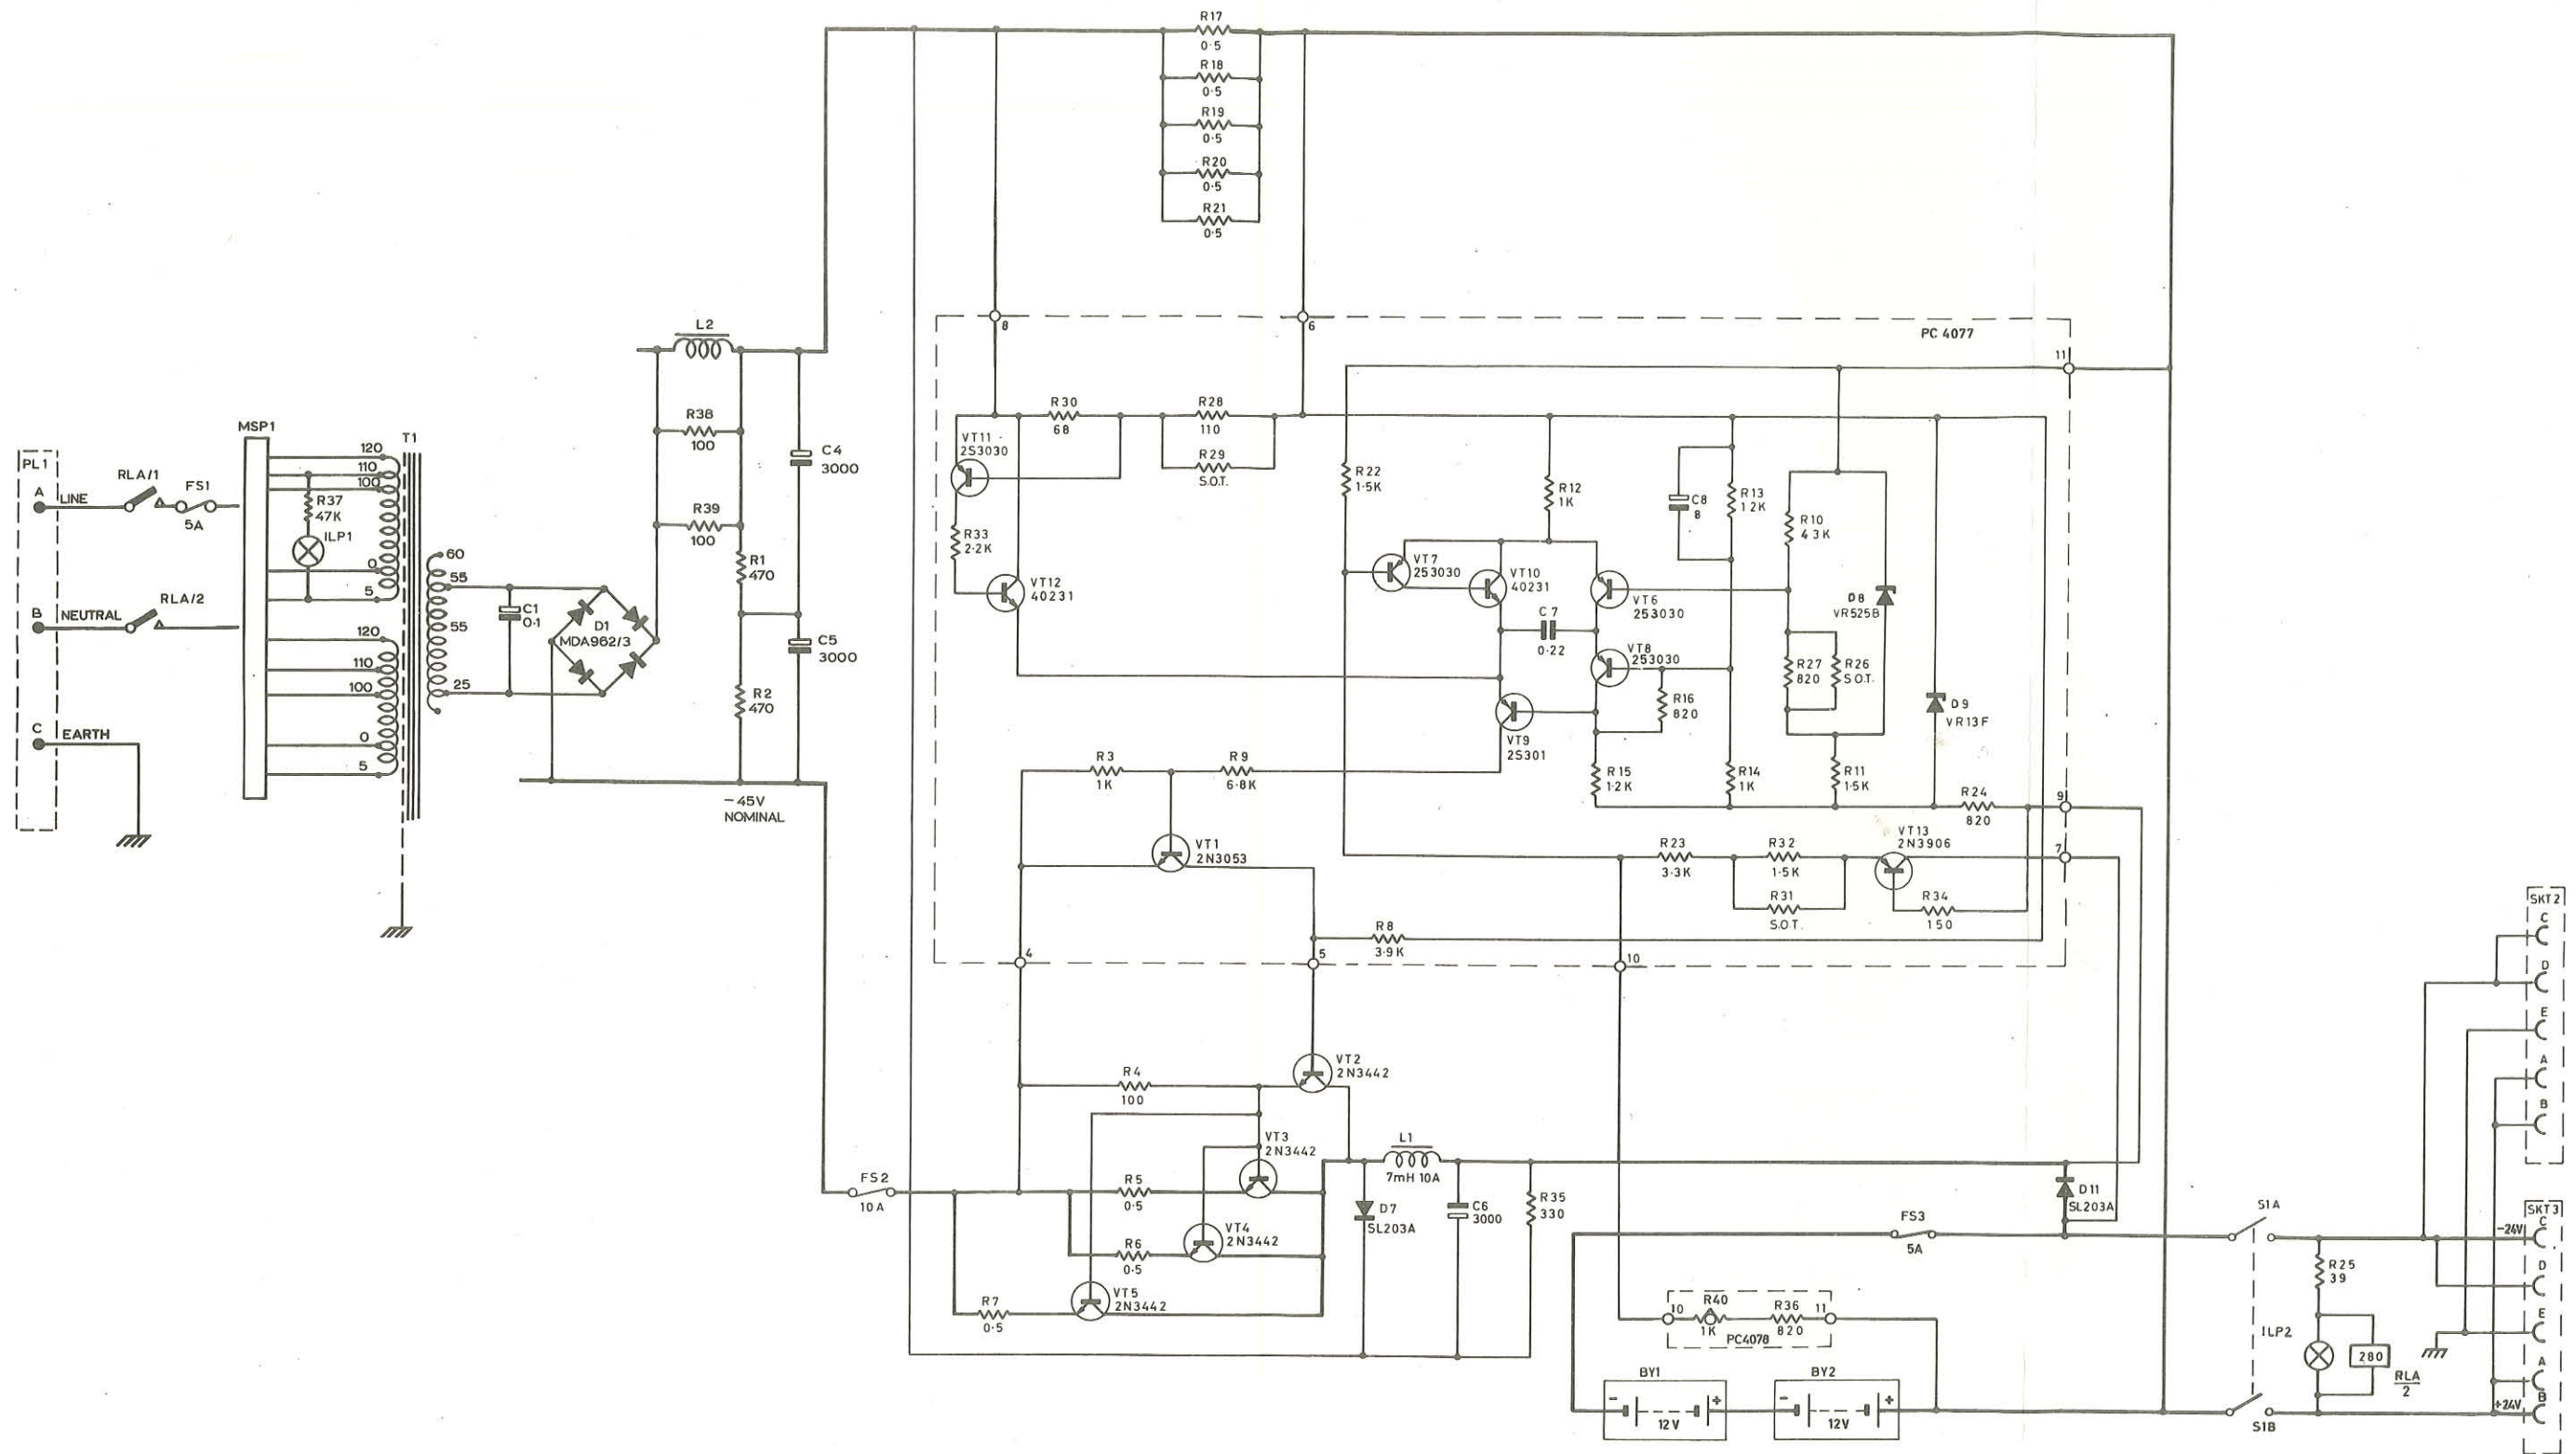 R17
0·5
R18
0·5
R19
0·5
R20
0·5
R21
0·5
8
6
PC 4077
11
L2
R38
100
R39
100
R1
470
R2
470
C4
3000
C5
3000
-45V
NOMINAL
MSP1
T1
PL1
A
LINE
RLA/1
FS1
5A
B
NEUTRAL
RLA/2
C
EARTH
120
110
100
R37
47K
ILP1
0
5
120
110
100
0
5
60
55
55
25
C1
0·1
D1
MDA962/3
VT11
2S3030
R30
68
R28
110
R29
S.O.T.
R33
2·2K
VT12
40231
R22
1·5K
R12
1K
C8
8
R13
1·2K
R10
4·3K
VT7
2S3030
VT10
40231
VT6
2S3030
D8
VR525B
C7
0·22
VT8
2S3030
R27
820
R26
S.O.T.
R16
820
D9
VR13F
VT9
2S301
R3
1K
R9
6·8K
R15
1·2K
R14
1K
R11
1·5K
R24
820
9
VT1
2N3053
R23
3·3K
R32
1·5K
VT13
2N3906
7
R31
S.O.T.
R34
150
R8
3·9K
4
5
10
VT2
2N3442
R4
100
VT3
2N3442
L1
7mH 10A
FS2
10A
R5
0·5
VT4
2N3442
R6
0·5
VT5
2N3442
R7
0·5
D7
SL203A
C6
3000
R35
330
D11
SL203A
FS3
5A
10
R40
1K
R36
820
11
PC4078
BY1
-
+
12V
BY2
-
+
12V
S1A
S1B
R25
39
ILP2
280
RLA
2
SKT2
C
D
E
A
B
SKT3
-24V
C
D
E
A
B
+24V